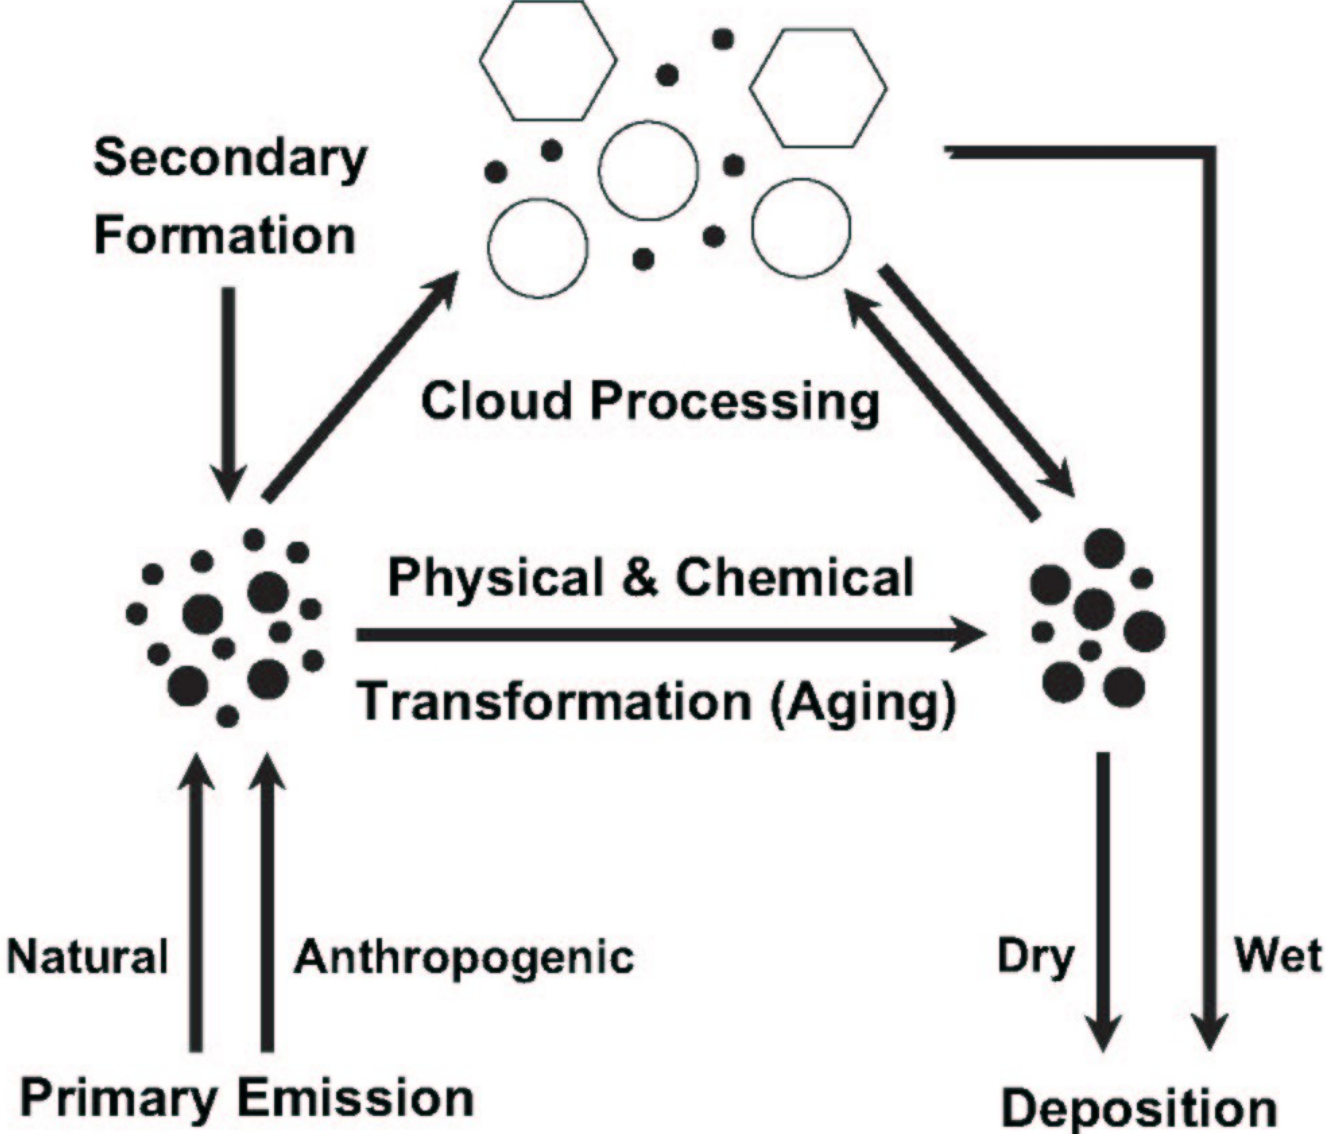 Secondary
Formation
Cloud Processing
Physical & Chemical
Transformation (Aging)
Natural
Anthropogenic
Dry
Wet
Primary Emission
Deposition